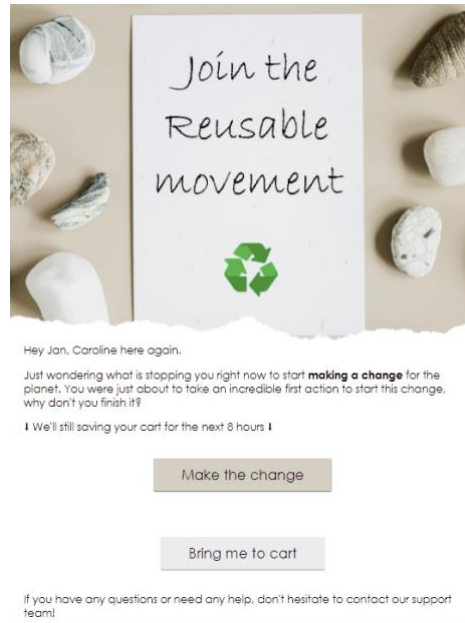 Join the
Reusable
movement
Hey Jan, Caroline here again.
Just wondering what is stopping you right now to start making a change for the
planet. You were just about to take an incredible first action to start this change,
why don't you finish it?
⬇ We'll still saving your cart for the next 8 hours ⬇
Make the change
Bring me to cart
If you have any questions or need any help, don't hesitate to contact our support
team!